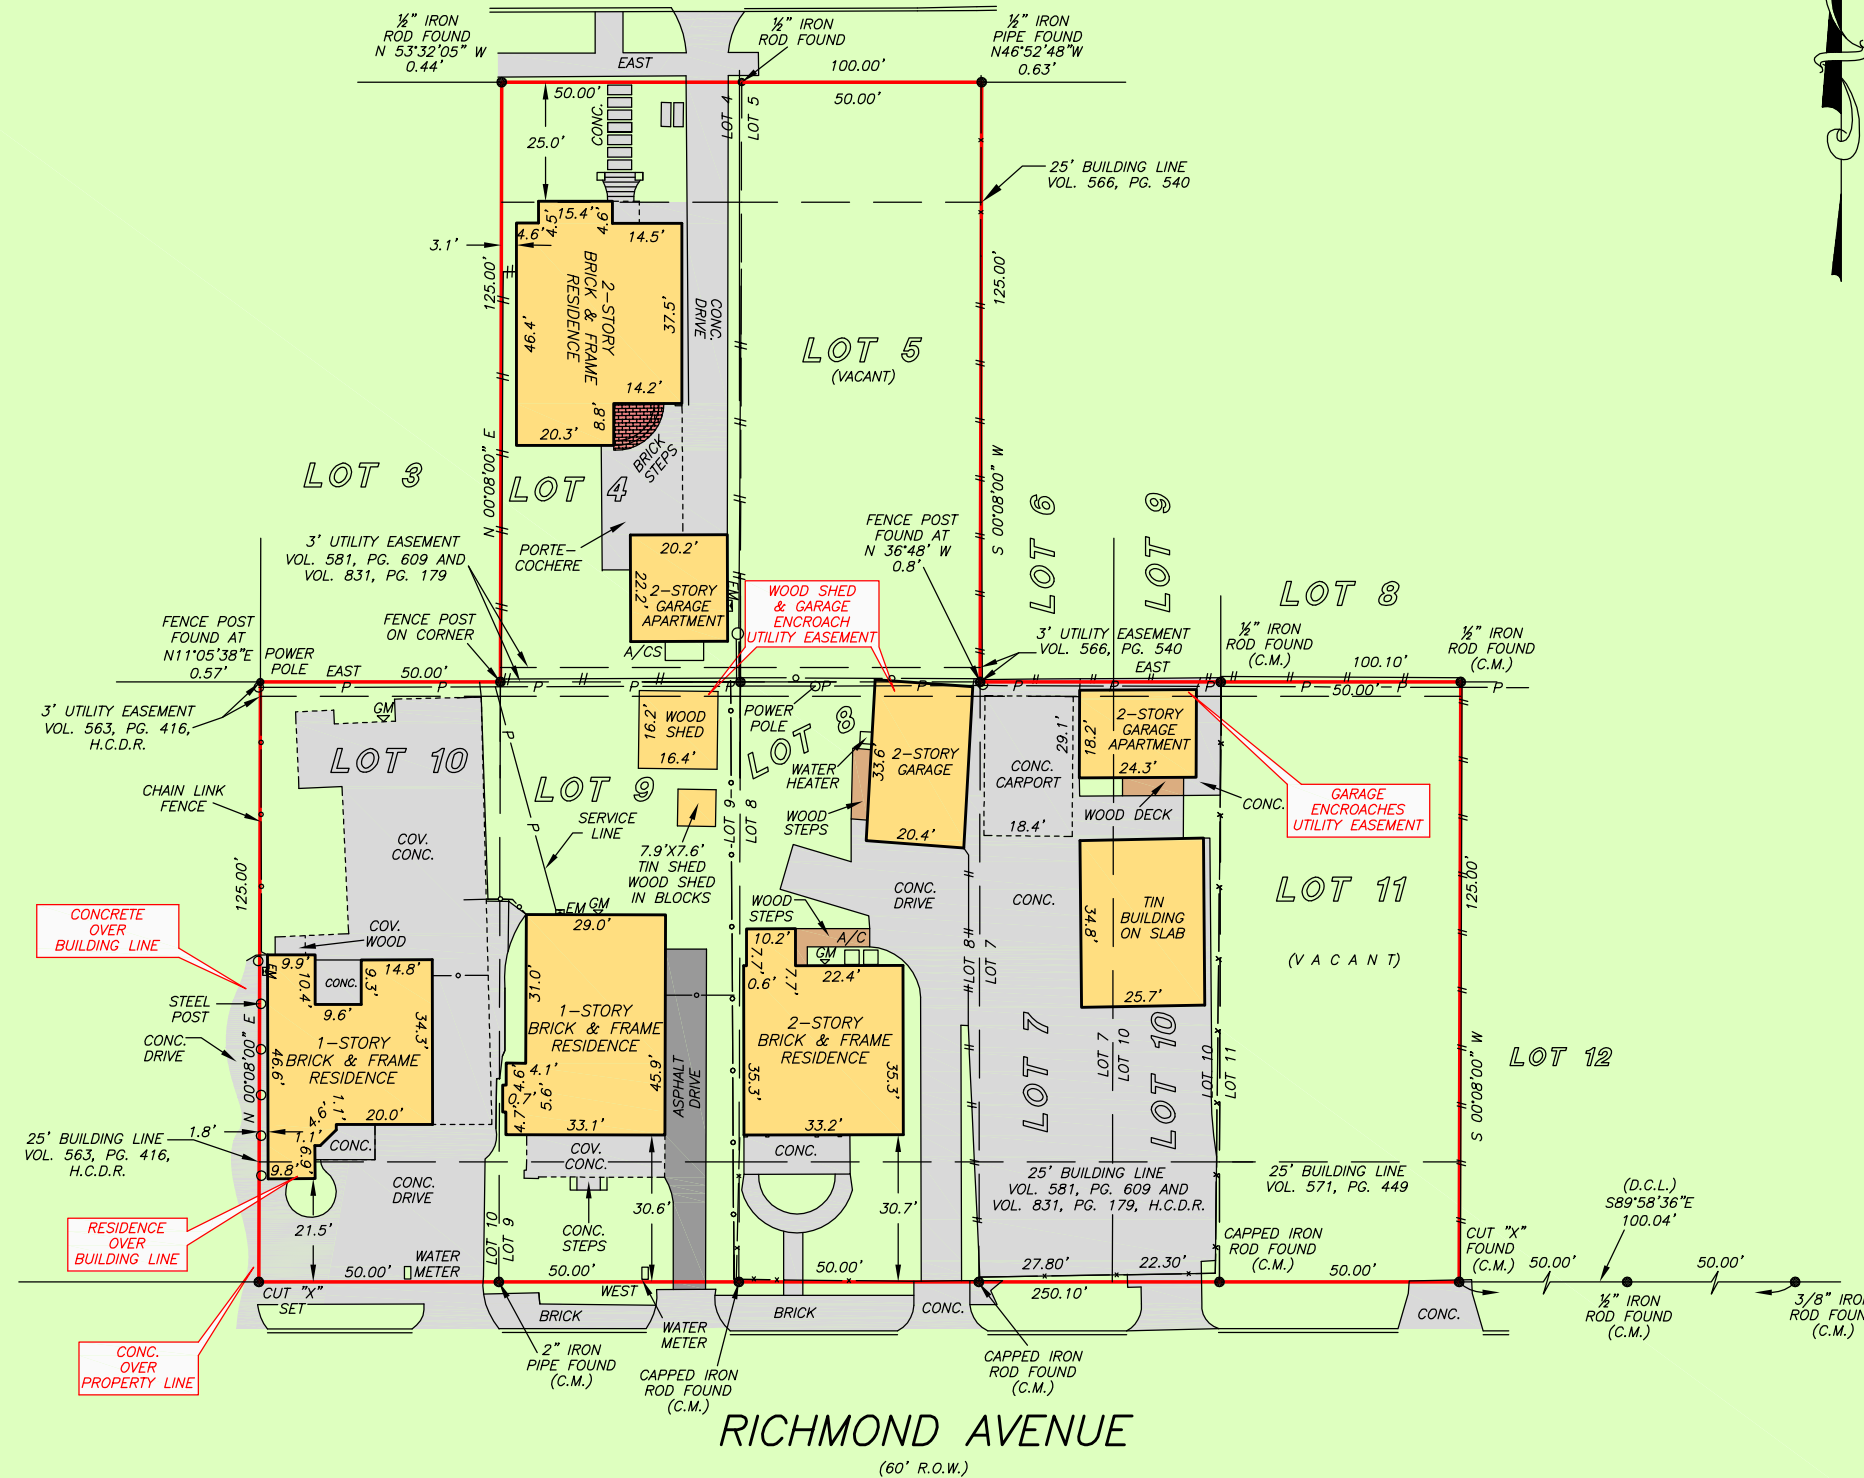 ½" IRON
ROD FOUND
N 53°32'05" W
0.44'
½" IRON
ROD FOUND
½" IRON
PIPE FOUND
N46°52'48"W
0.63'
EAST
100.00'
50.00'
50.00'
CONC.
LOT 4
LOT 5
25.0'
25' BUILDING LINE
VOL. 566, PG. 540
15.4'
4.5'
4.6'
4.6'
14.5'
3.1'
125.00'
2-STORY
BRICK & FRAME
RESIDENCE
46.4'
37.5'
CONC.
DRIVE
125.00'
LOT 5
(VACANT)
14.2'
8.8'
20.3'
BRICK
STEPS
N 00°08'00" E
S 00°08'00" W
LOT 3
LOT 4
LOT 6
LOT 9
FENCE POST
FOUND AT
N 36°48' W
0.8'
3' UTILITY EASEMENT
VOL. 581, PG. 609 AND
VOL. 831, PG. 179
PORTE-
COCHERE
20.2'
22.2'
2-STORY
GARAGE
APARTMENT
EM
A/CS
WOOD SHED
& GARAGE
ENCROACH
UTILITY EASEMENT
LOT 8
FENCE POST
FOUND AT
N11°05'38"E
0.57'
POWER
POLE
FENCE POST
ON CORNER
3' UTILITY EASEMENT
VOL. 566, PG. 540
½" IRON
ROD FOUND
(C.M.)
½" IRON
ROD FOUND
(C.M.)
EAST
50.00'
EAST
100.10'
50.00'
P
P
P
P
P
P
P
P
P
P
P
P
P
3' UTILITY EASEMENT
VOL. 563, PG. 416,
H.C.D.R.
GM
LOT 10
16.2'
WOOD
SHED
16.4'
POWER
POLE
LOT 8
WATER
HEATER
33.6'
2-STORY
GARAGE
20.4'
WOOD
STEPS
CONC.
CARPORT
29.1'
18.4'
18.2'
2-STORY
GARAGE
APARTMENT
24.3'
WOOD DECK
CONC.
GARAGE
ENCROACHES
UTILITY EASEMENT
CHAIN LINK
FENCE
LOT 9
SERVICE
LINE
COV.
CONC.
7.9'X7.6'
TIN SHED
WOOD SHED
IN BLOCKS
LOT 9
LOT 8
125.00'
CONCRETE
OVER
BUILDING LINE
COV.
WOOD
EM
GM
29.0'
WOOD
STEPS
CONC.
DRIVE
CONC.
34.8'
TIN
BUILDING
ON SLAB
25.7'
LOT 11
(V A C A N T)
125.00'
STEEL
POST
CONC.
DRIVE
EM
9.9'
10.4'
CONC.
9.6'
9.3'
14.8'
34.3'
46.6'
1-STORY
BRICK & FRAME
RESIDENCE
N 00°08'00" E
31.0'
1-STORY
BRICK & FRAME
RESIDENCE
4.6'
4.1'
0.7'
5.6'
4.7'
45.9'
33.1'
ASPHALT
DRIVE
10.2'
7.7'
0.6'
7.7'
GM
A/C
22.4'
2-STORY
BRICK & FRAME
RESIDENCE
35.3'
35.3'
33.2'
LOT 8
LOT 7
LOT 7
LOT 7
LOT 10
LOT 10
LOT 10
LOT 11
S 00°08'00" W
LOT 12
25' BUILDING LINE
VOL. 563, PG. 416,
H.C.D.R.
1.8'
4.9'
1.1'
1.1'
6.9'
9.8'
20.0'
CONC.
CONC.
DRIVE
COV.
CONC.
CONC.
25' BUILDING LINE
VOL. 581, PG. 609 AND
VOL. 831, PG. 179, H.C.D.R.
25' BUILDING LINE
VOL. 571, PG. 449
(D.C.L.)
S89°58'36"E
100.04'
RESIDENCE
OVER
BUILDING LINE
21.5'
LOT 10
LOT 9
CONC.
STEPS
30.6'
30.7'
CAPPED IRON
ROD FOUND
(C.M.)
CUT "X"
FOUND
(C.M.)
50.00'
WATER
METER
50.00'
WEST
50.00'
27.80'
22.30'
250.10'
50.00'
50.00'
50.00'
CUT "X"
SET
BRICK
BRICK
CONC.
CONC.
½" IRON
ROD FOUND
(C.M.)
3/8" IRON
ROD FOUND
(C.M.)
CONC.
OVER
PROPERTY LINE
2" IRON
PIPE FOUND
(C.M.)
WATER
METER
CAPPED IRON
ROD FOUND
(C.M.)
CAPPED IRON
ROD FOUND
(C.M.)
RICHMOND AVENUE
(60' R.O.W.)